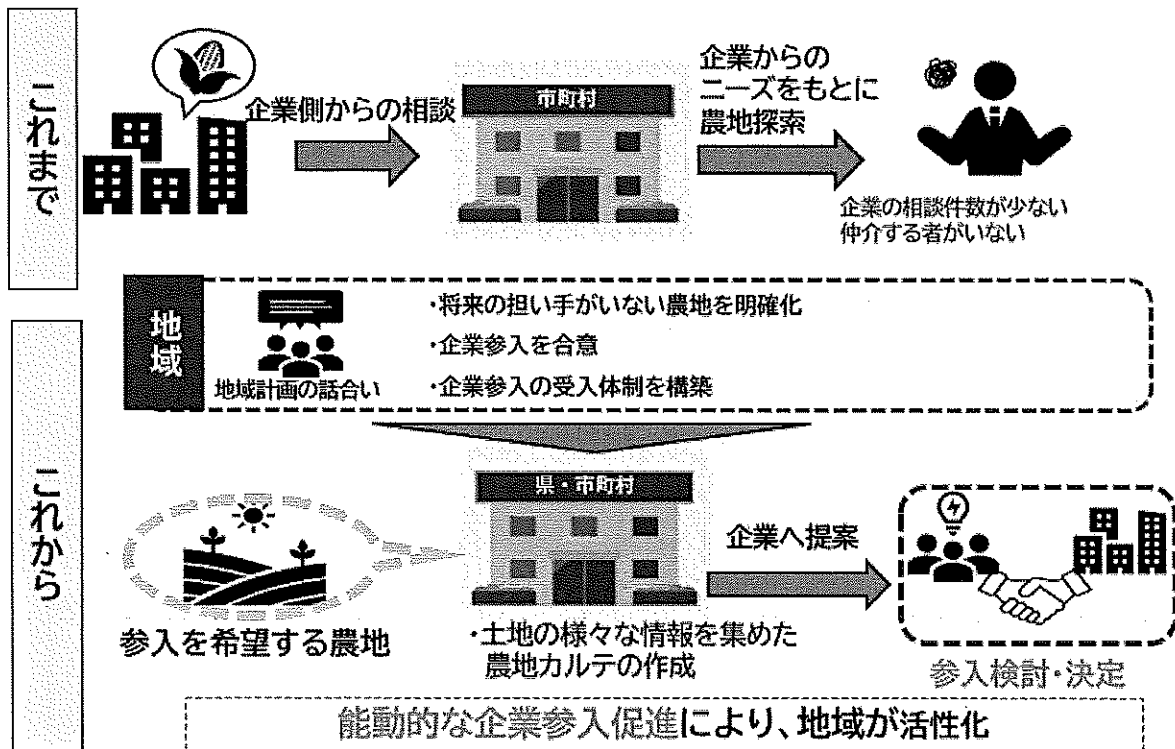 これまで
企業側からの相談
市町村
企業からの
ニーズをもとに
農地探索
企業の相談件数が少ない
仲介する者がいない
これから
地域
地域計画の話合い
・将来の担い手がいない農地を明確化
・企業参入を合意
・企業参入の受入体制を構築
参入を希望する農地
県・市町村
・土地の様々な情報を集めた
農地カルテの作成
企業へ提案
参入検討・決定
能動的な企業参入促進により、地域が活性化